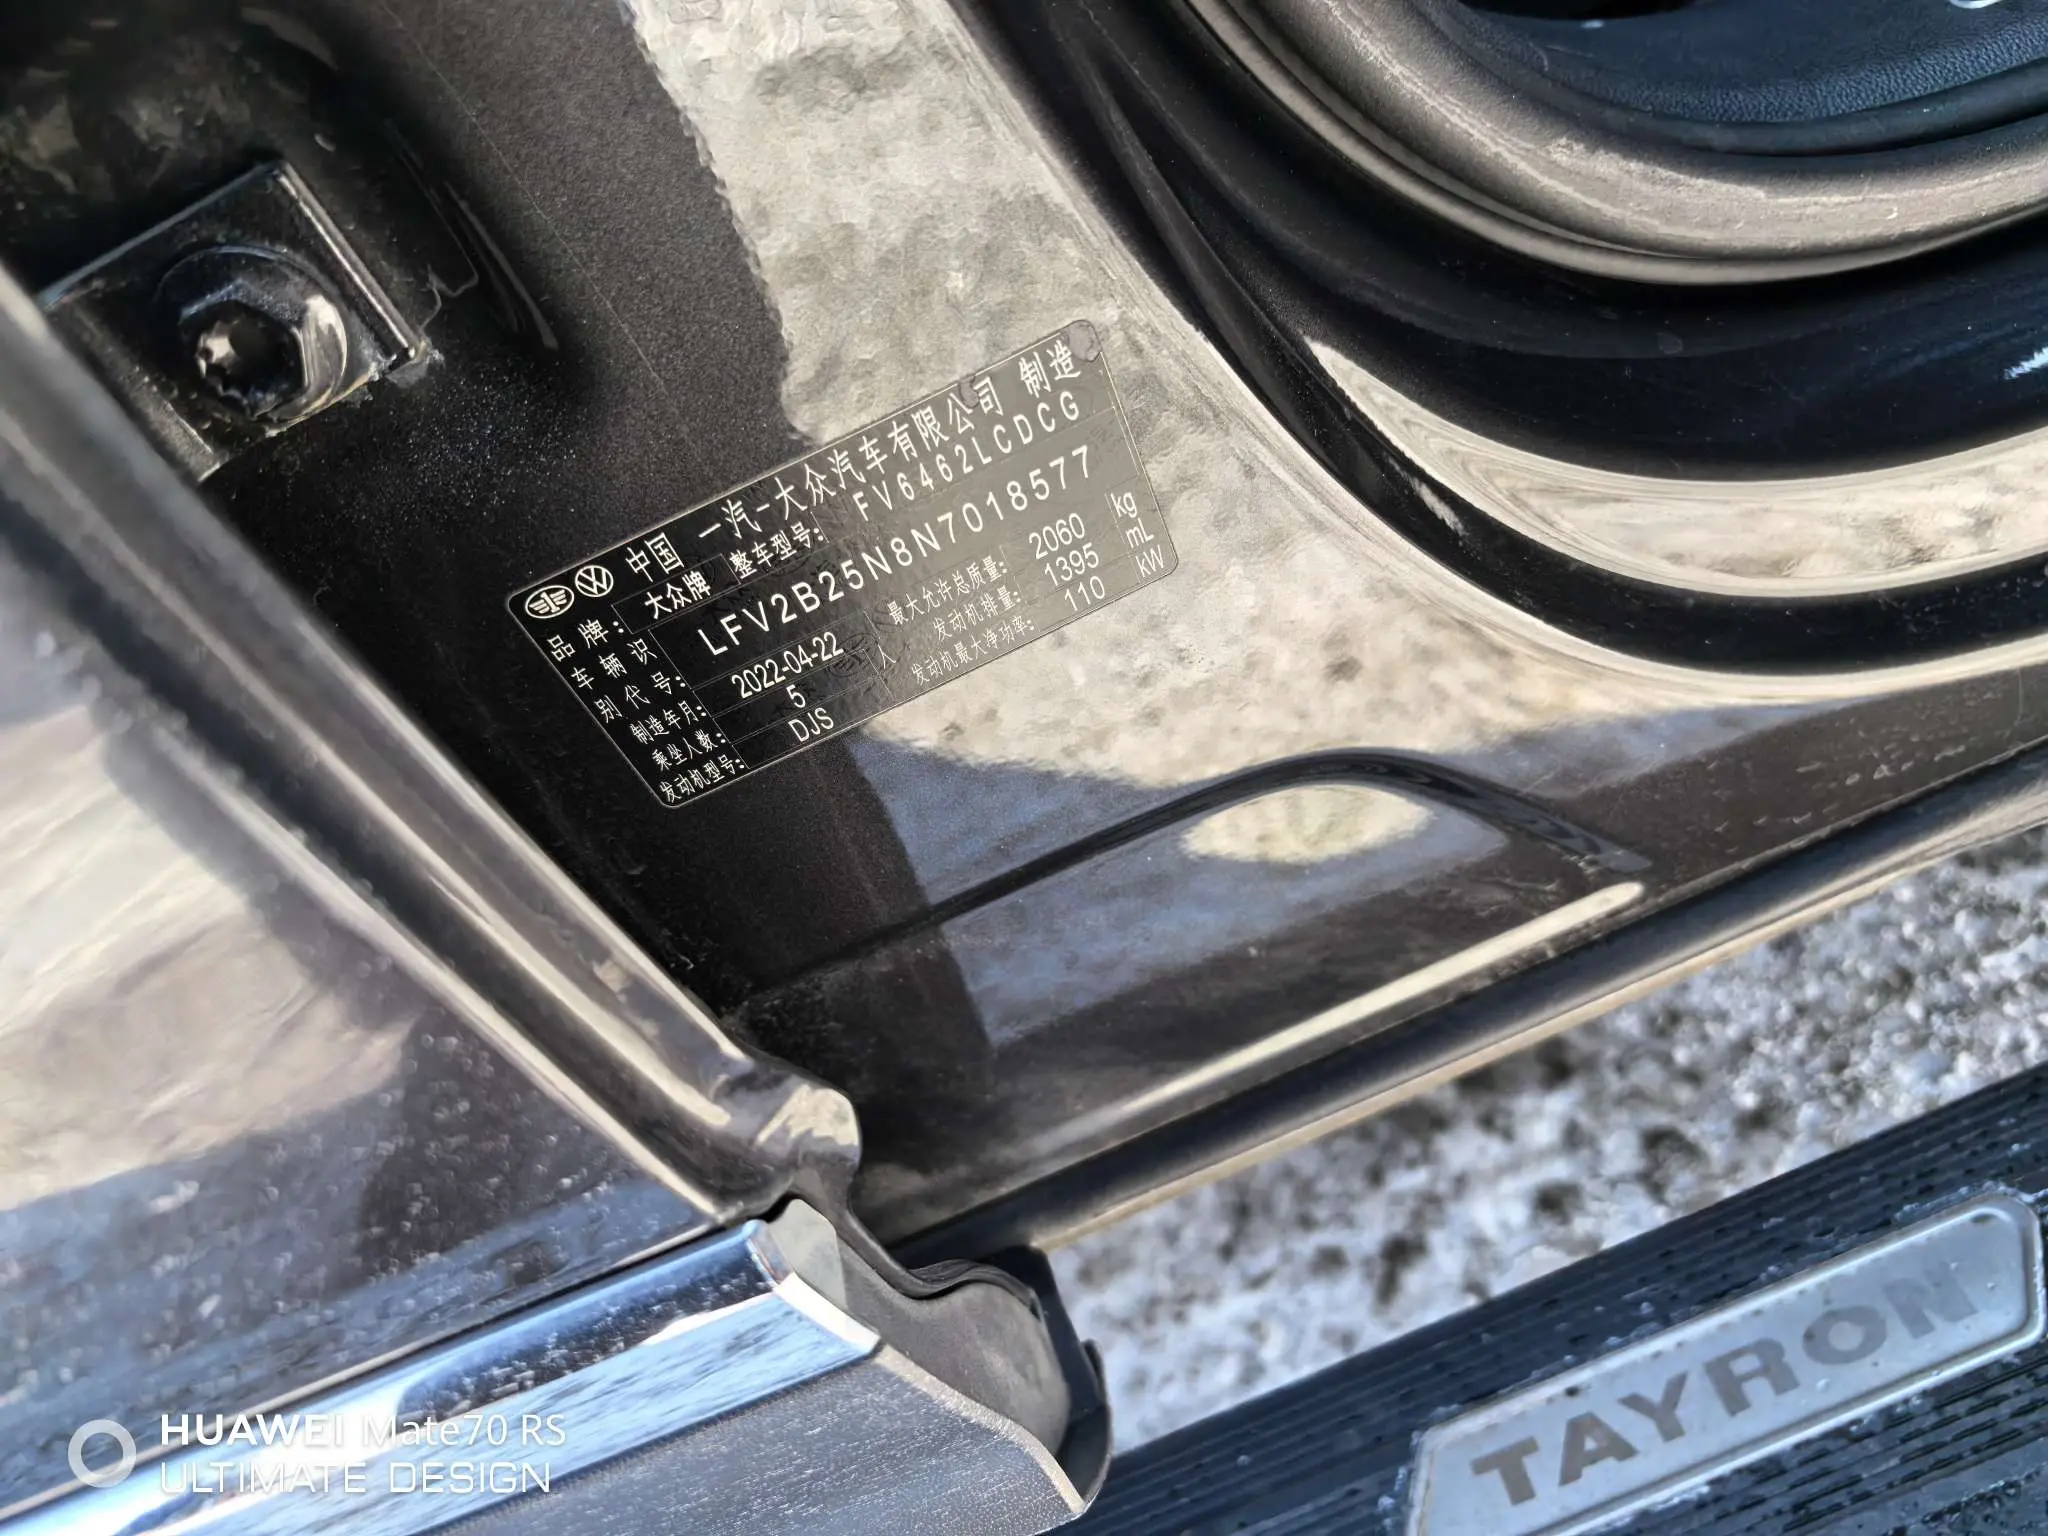 中国 一汽-大众汽车有限公司 制造
品牌: 大众牌 整车型号: FV6462LCDCG
车辆识别代号: LFV2B25N8N7018577
制造年月: 2022-04-22 最大允许总质量: 2060 kg
乘坐人数: 5 人 发动机排量: 1395 mL
发动机型号: DJS 发动机最大净功率: 110 kW
TAYRON
HUAWEI Mate70 RS
ULTIMATE DESIGN